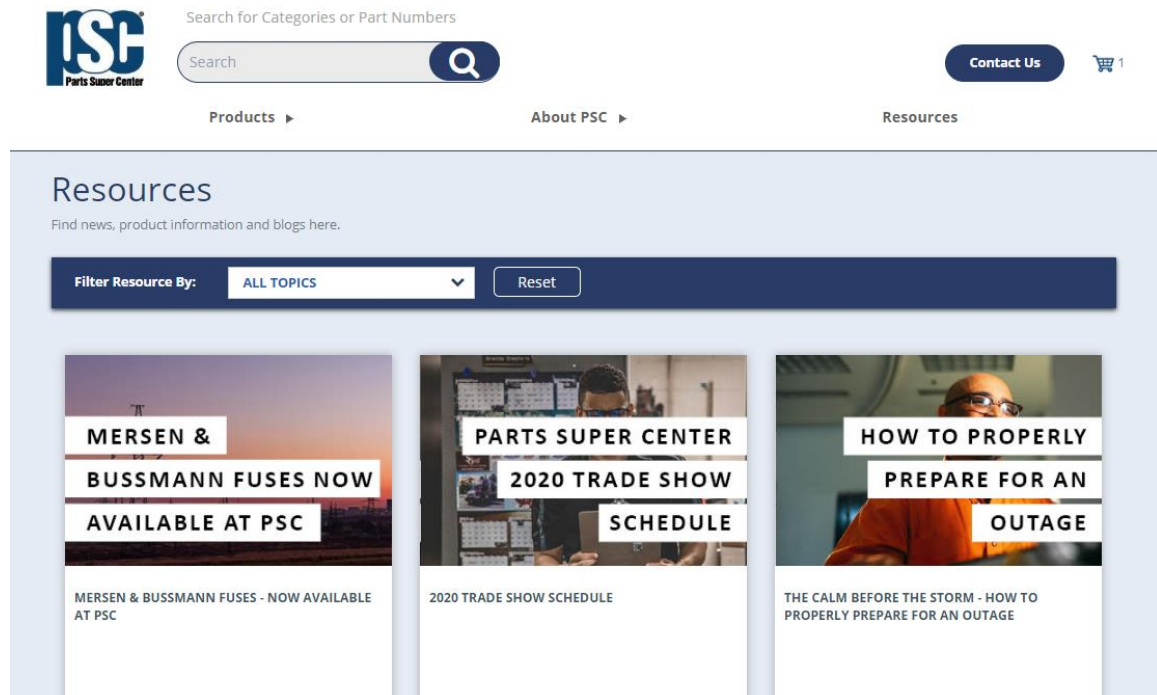 Search for Categories or Part Numbers
psc
Parts Super Center
Search
Contact Us
1
Products
About PSC
Resources
Resources
Find news, product information and blogs here.
Filter Resource By:
ALL TOPICS
Reset
MERSEN &
BUSSMANN FUSES NOW
AVAILABLE AT PSC
PARTS SUPER CENTER
2020 TRADE SHOW
SCHEDULE
HOW TO PROPERLY
PREPARE FOR AN
OUTAGE
MERSEN & BUSSMANN FUSES - NOW AVAILABLE
AT PSC
2020 TRADE SHOW SCHEDULE
THE CALM BEFORE THE STORM - HOW TO
PROPERLY PREPARE FOR AN OUTAGE